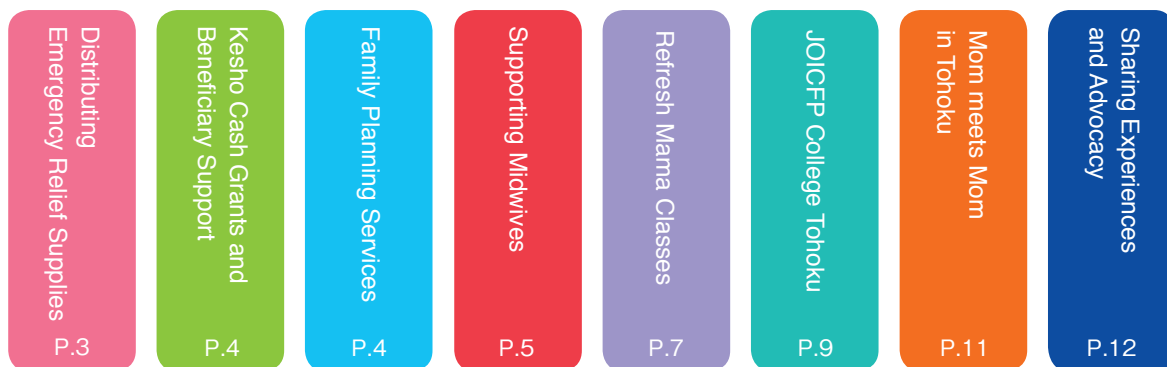 Distributing
Emergency Relief Supplies
P.3
Kesho Cash Grants and
Beneficiary Support
P.4
Family Planning Services
P.4
Supporting Midwives
P.5
Refresh Mama Classes
P.7
JOICFP College Tohoku
P.9
Mom meets Mom
in Tohoku
P.11
Sharing Experiences
and Advocacy
P.12